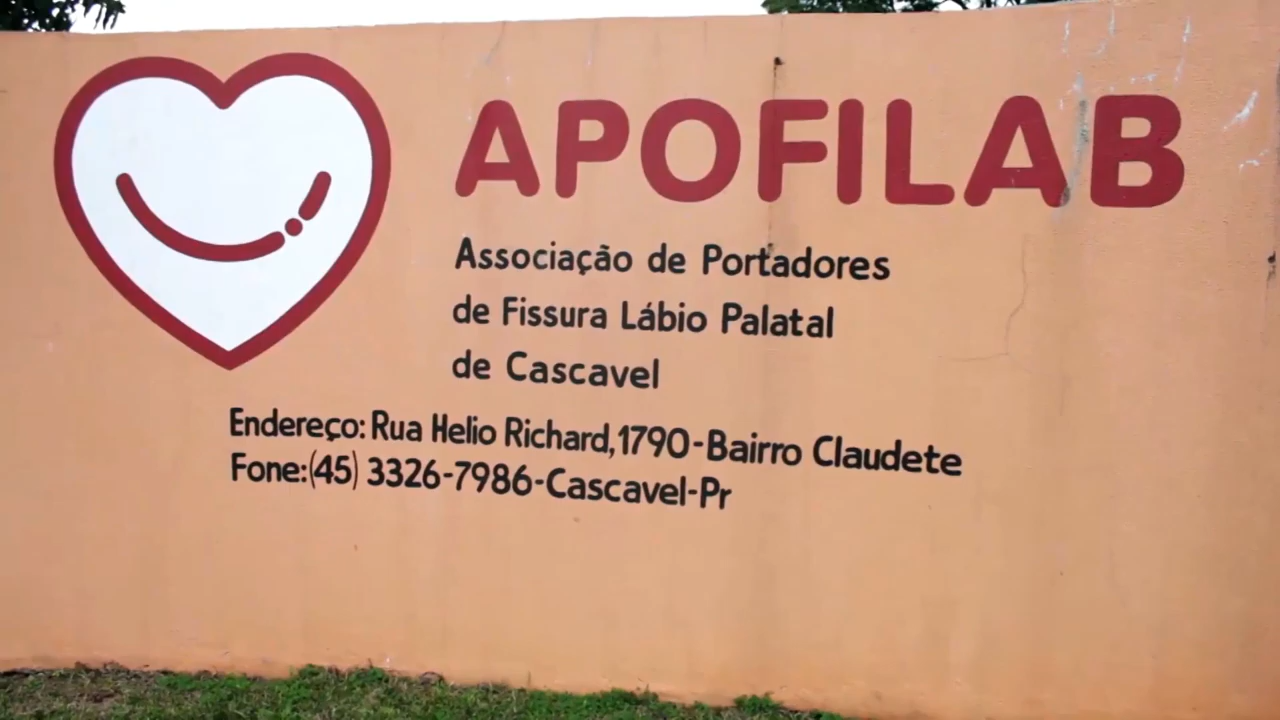 APOFILAB
Associação de Portadores
de Fissura Lábio Palatal
de Cascavel
Endereço: Rua Helio Richard,1790-Bairro Claudete
Fone:(45) 3326-7986-Cascavel-Pr